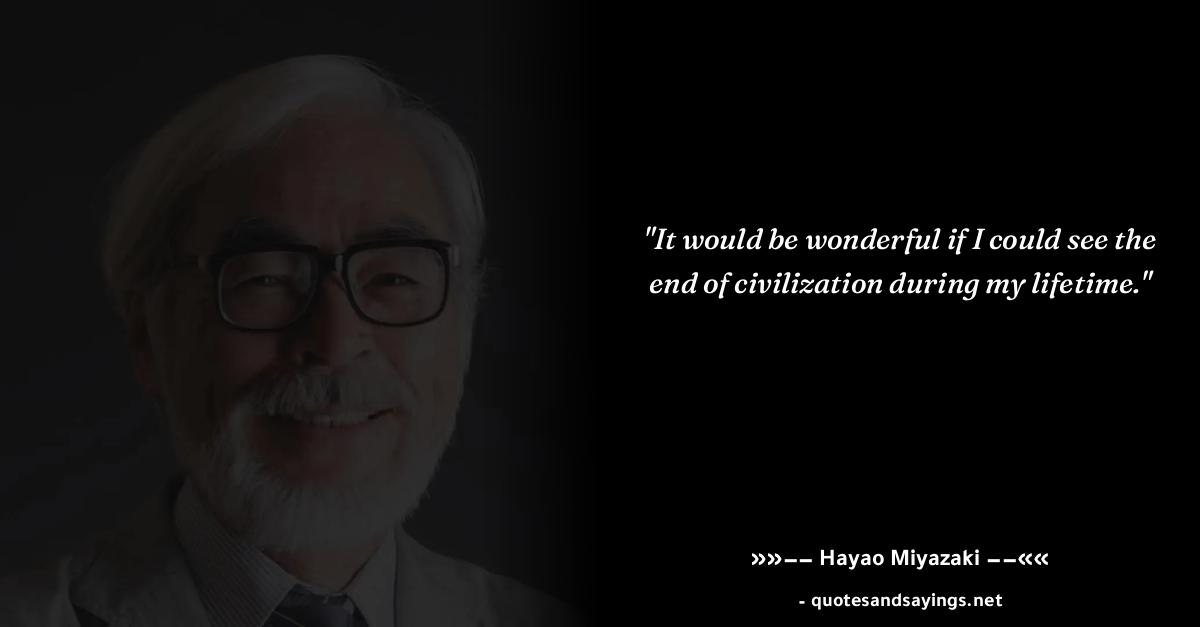 "It would be wonderful if I could see the
end of civilization during my lifetime."
»»−− Hayao Miyazaki −−««
- quotesandsayings.net